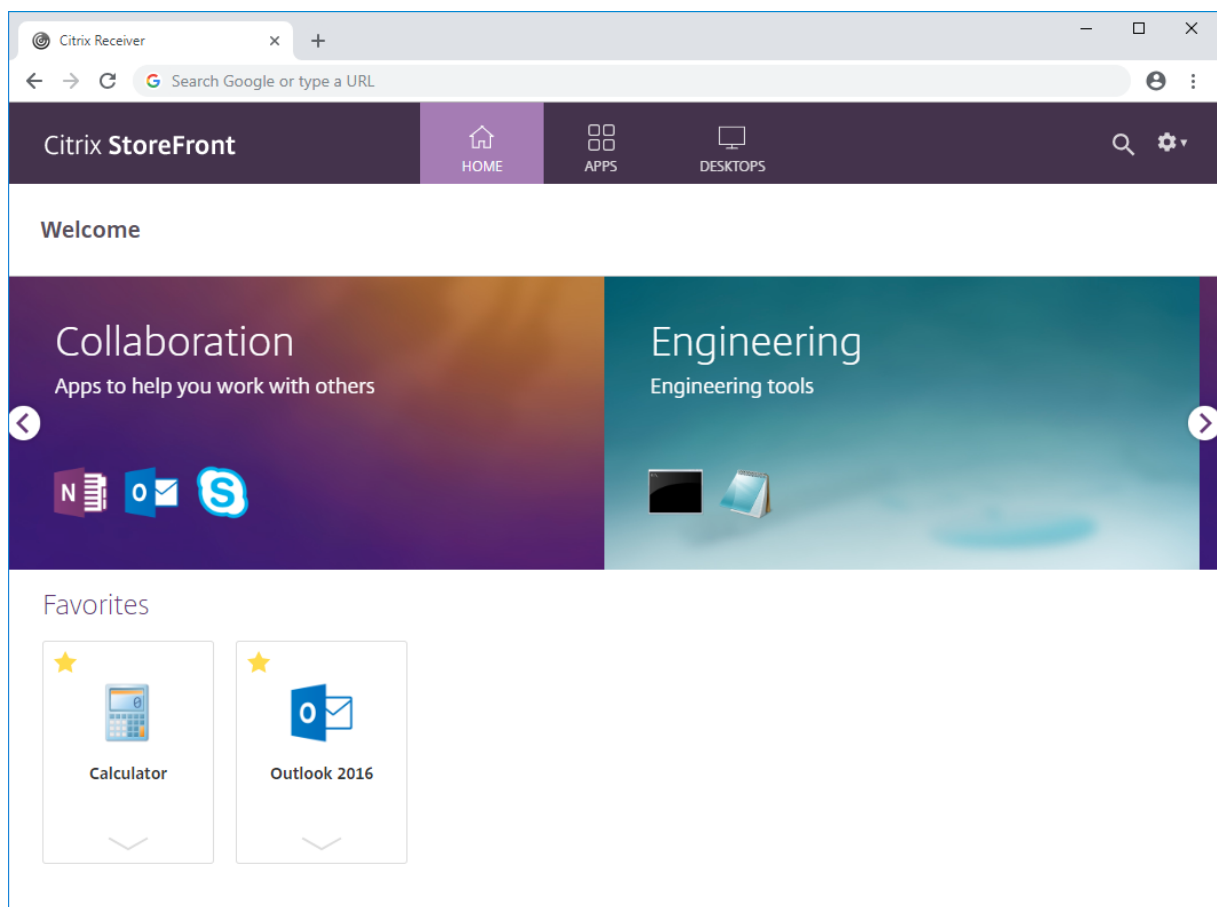 Citrix Receiver
Search Google or type a URL
Citrix StoreFront
HOME
APPS
DESKTOPS
Welcome
Collaboration
Apps to help you work with others
Engineering
Engineering tools
N
O
S
Favorites
0
O
Calculator
Outlook 2016